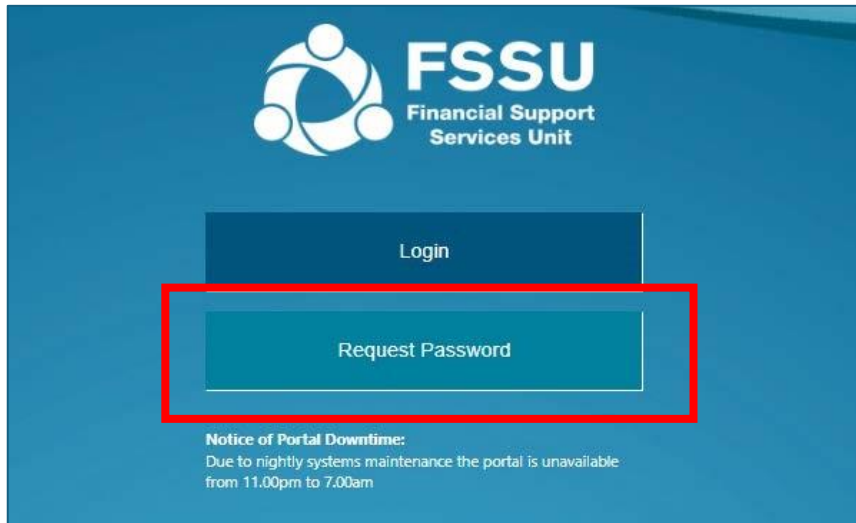 FSSU
Financial Support
Services Unit
Login
Request Password
Notice of Portal Downtime:
Due to nightly systems maintenance the portal is unavailable
from 11.00pm to 7.00am